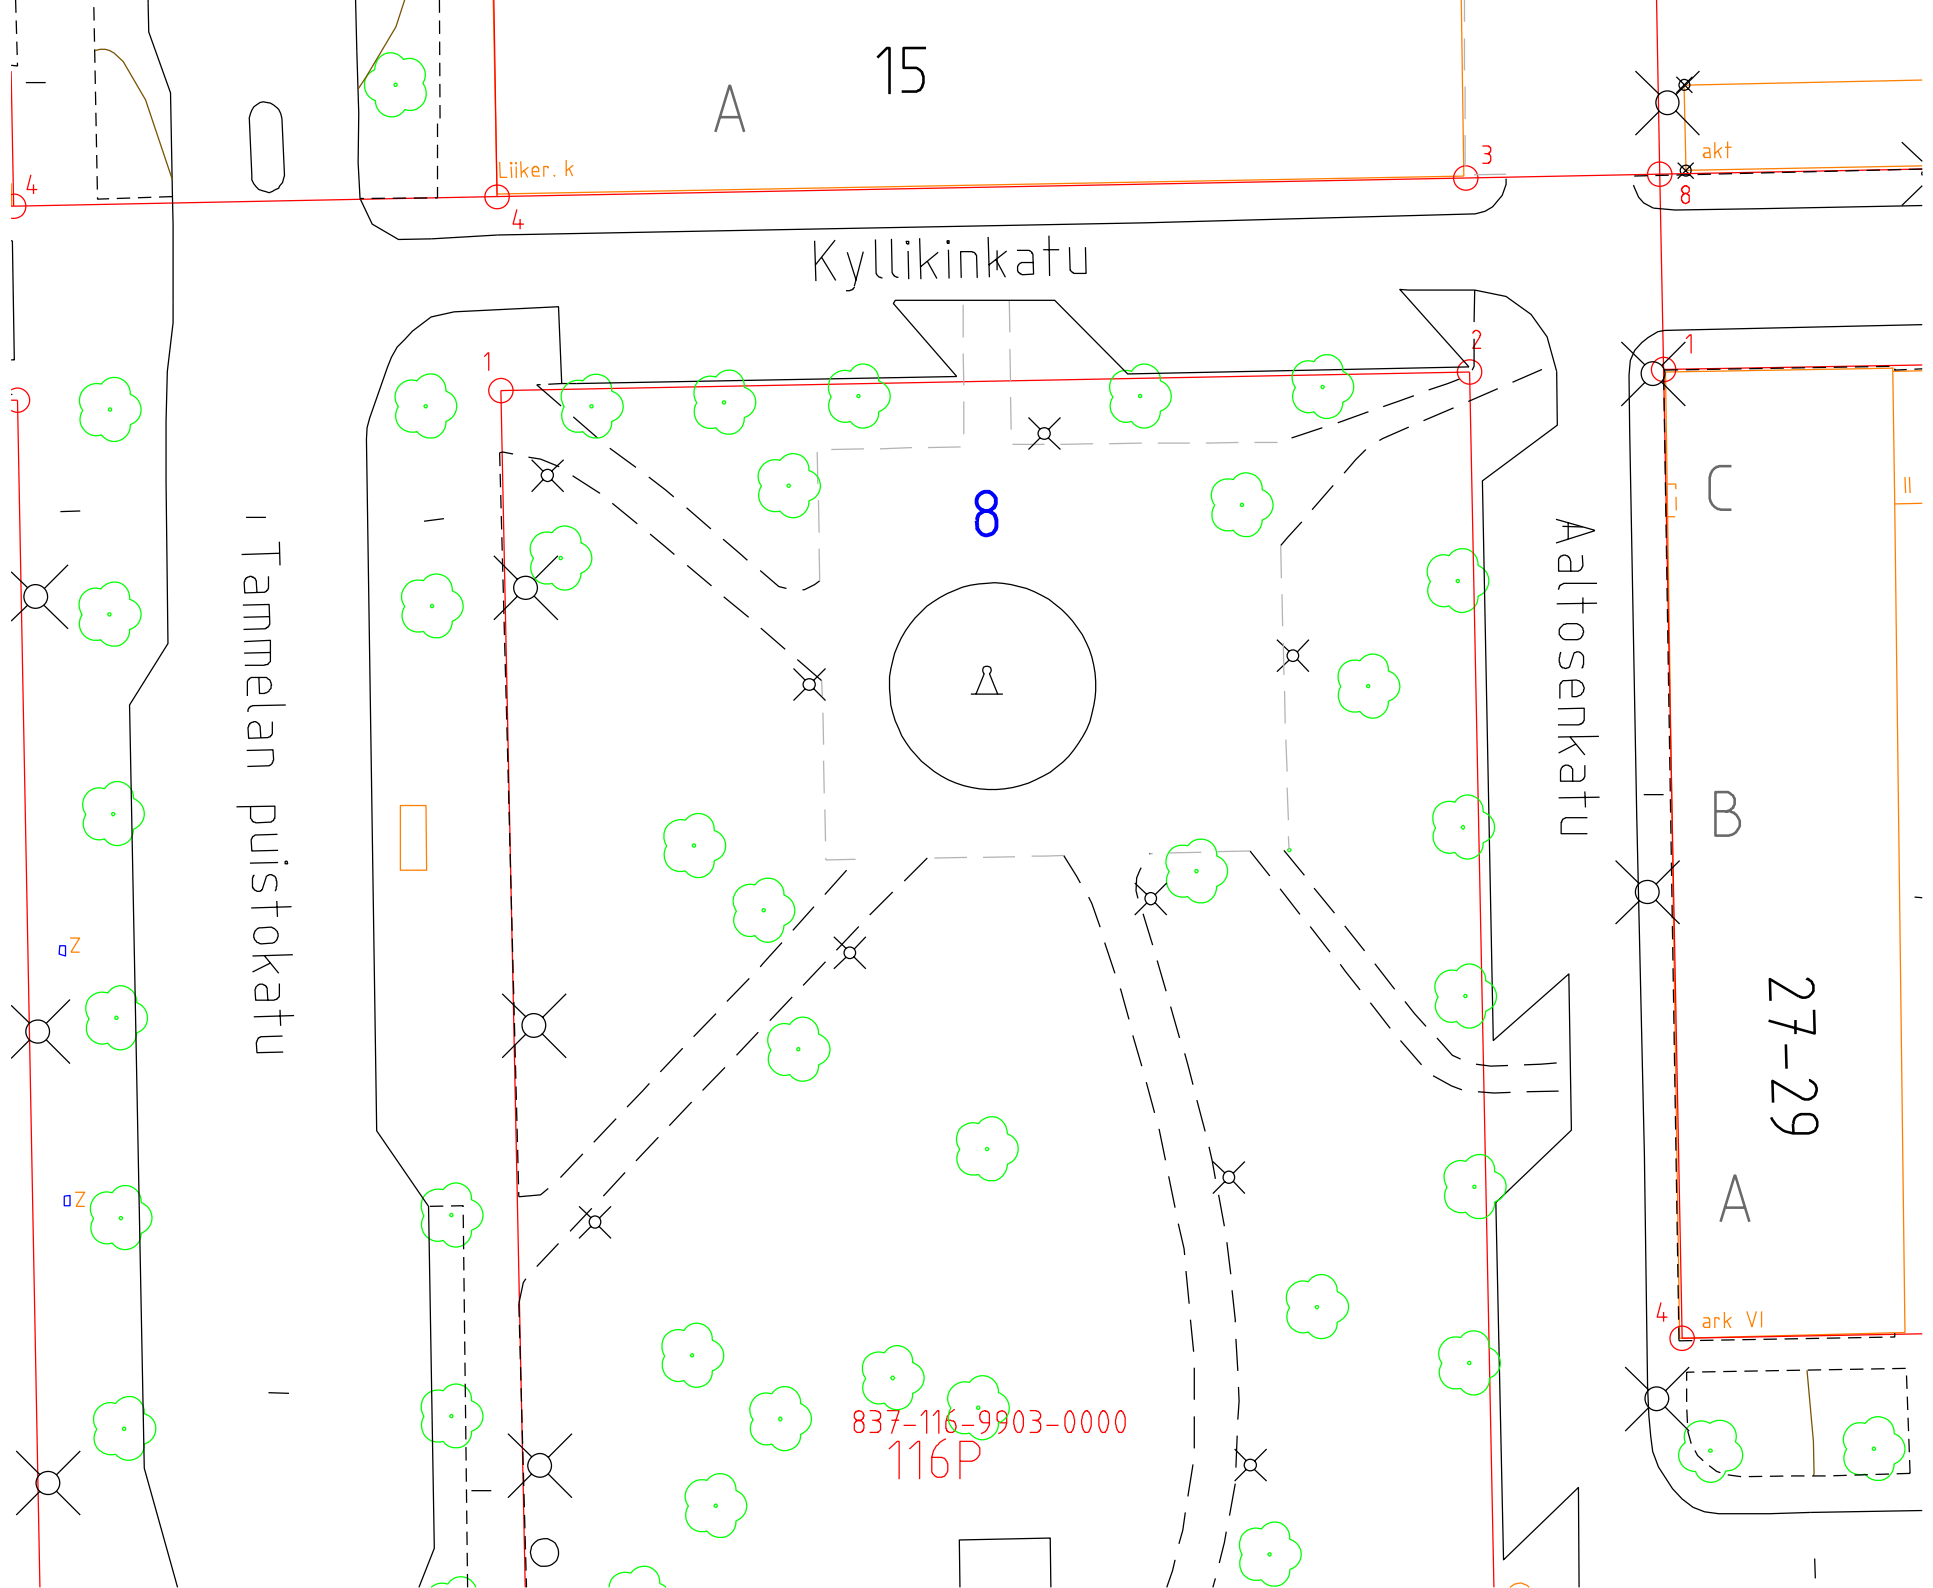 15
A
akt
Liiker. k
3
4
4
8
Kyllikinkatu
1
2
1
C
II
8
Tammelan puistokatu
Aaltosenkatu
B
Z
27-29
Z
A
4
ark VI
837-116-9903-0000
116P